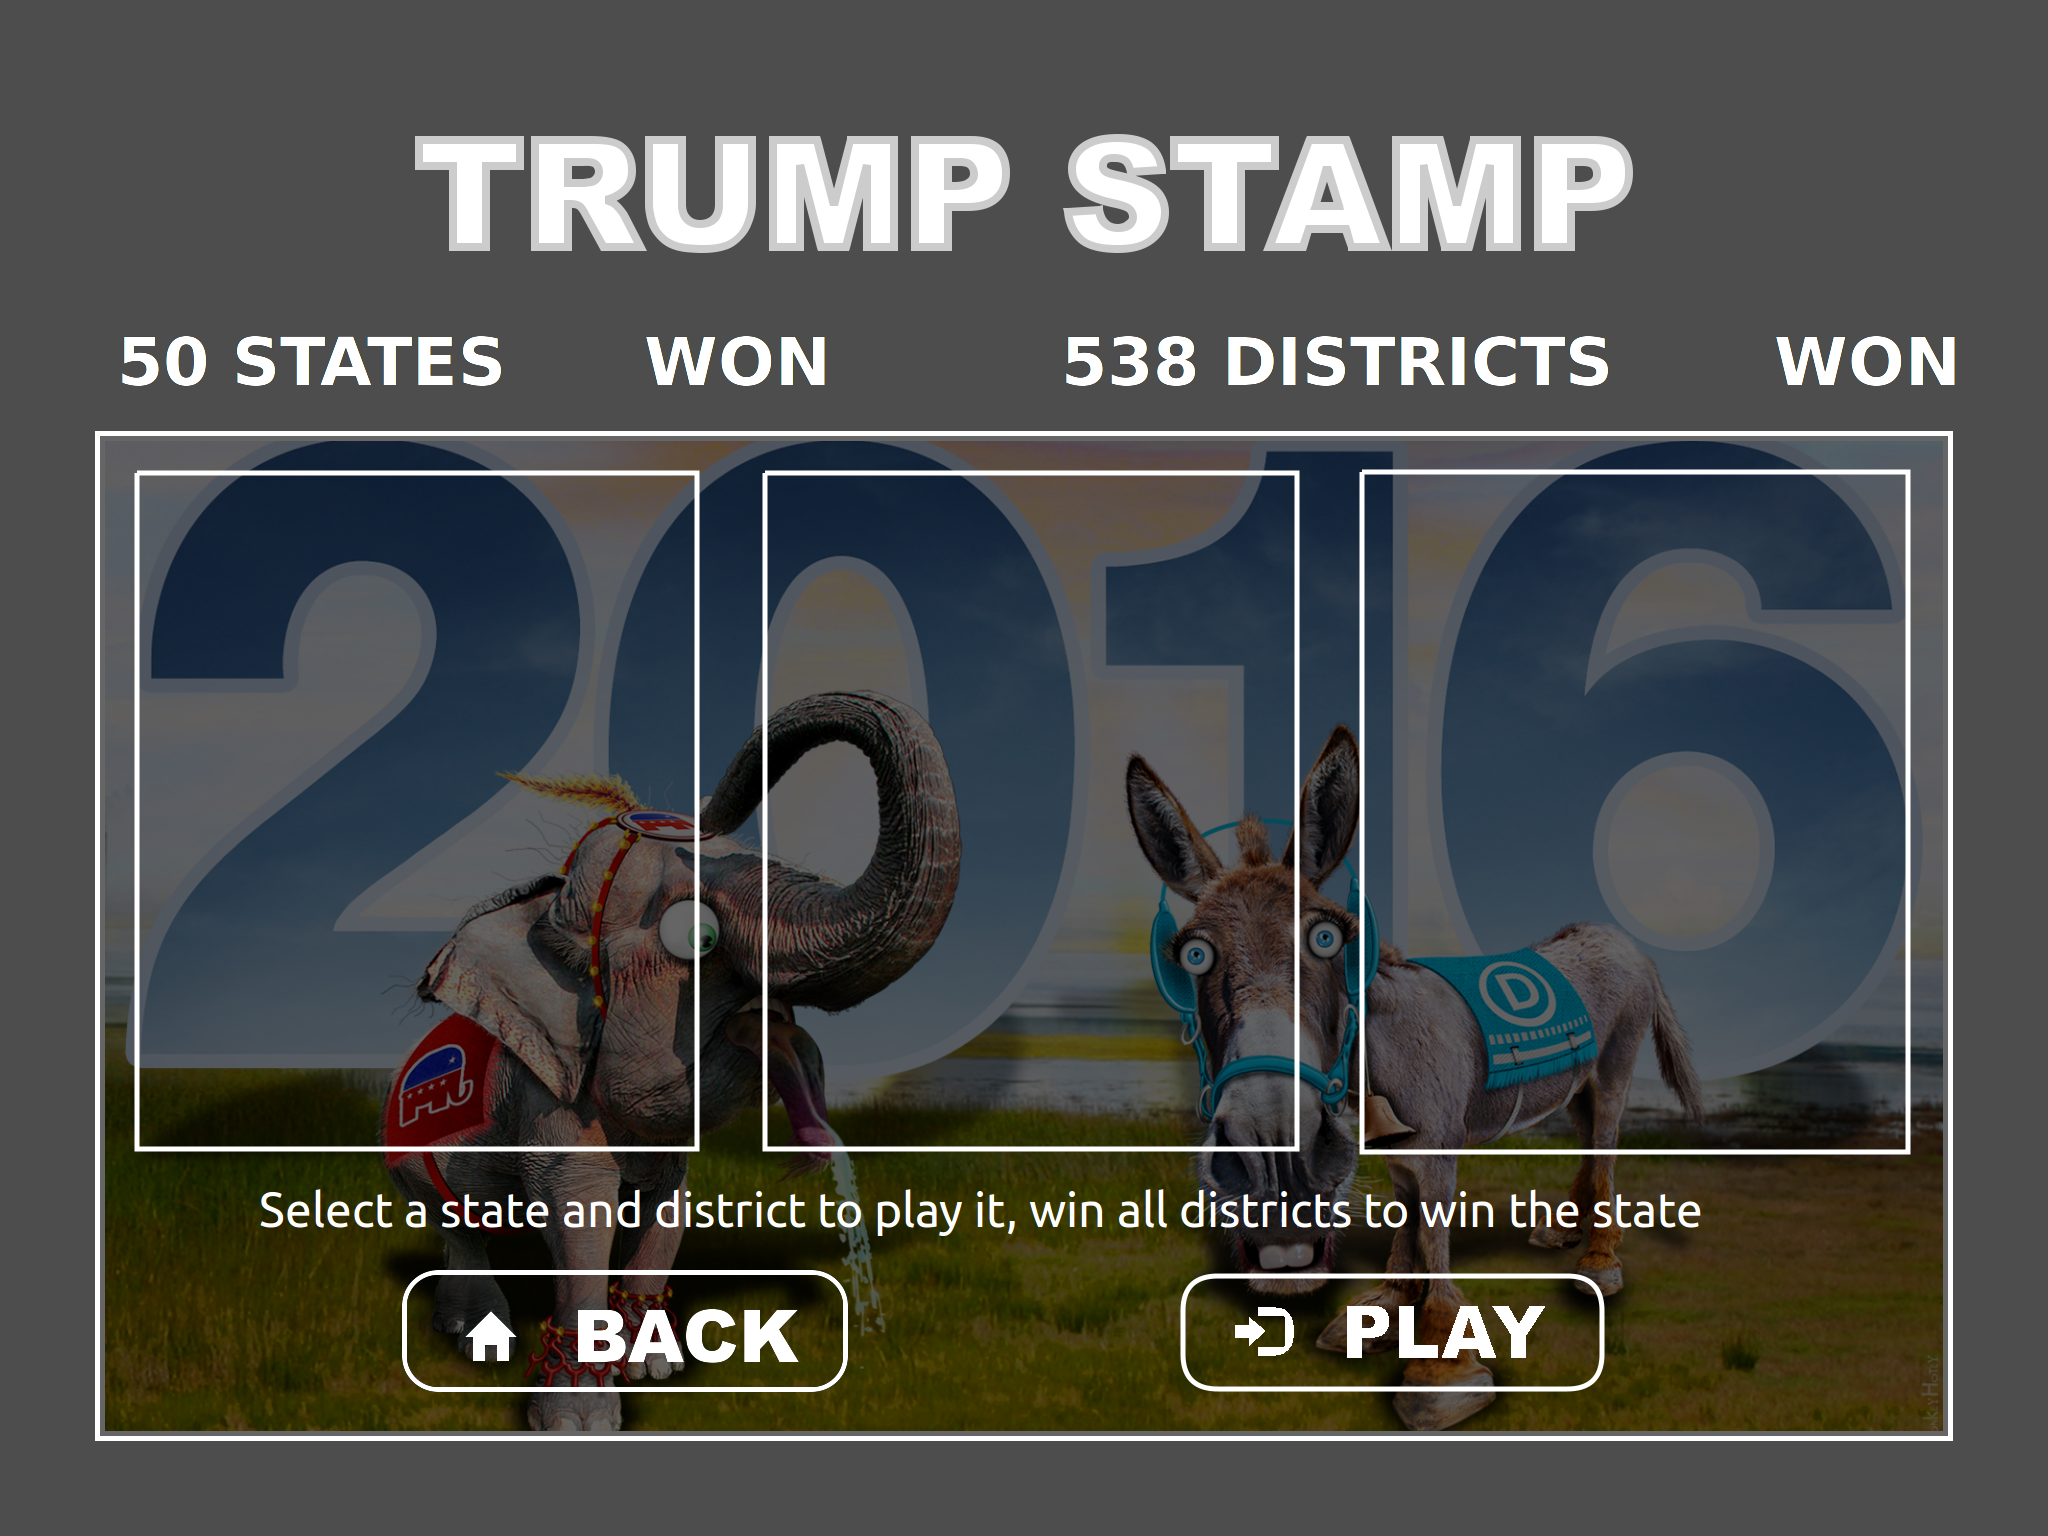 TRUMP STAMP
50 STATES WON 538 DISTRICTS WON
2016
D
Select a state and district to play it, win all districts to win the state
BACK PLAY